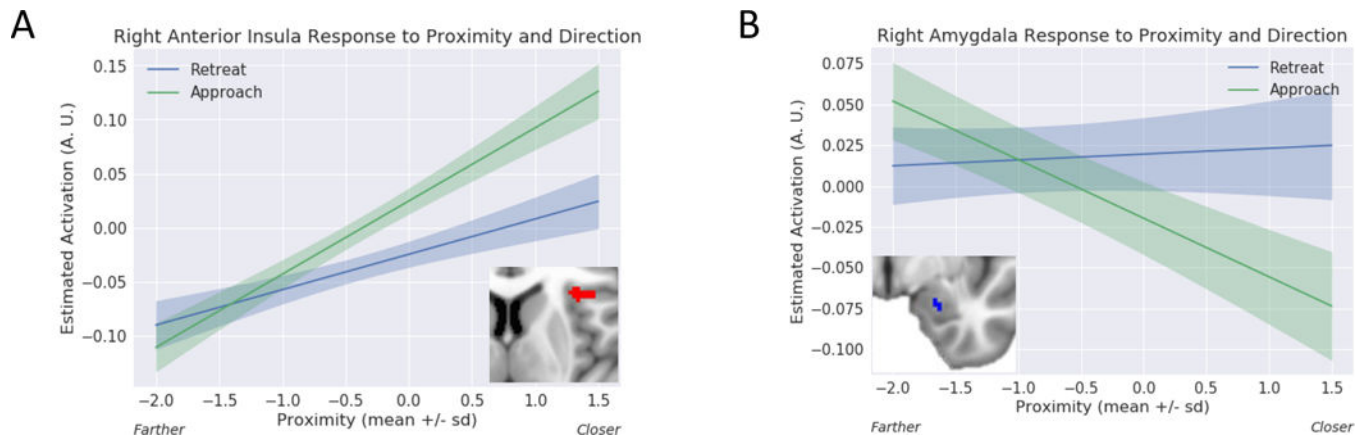 A
Right Anterior Insula Response to Proximity and Direction
Estimated Activation (A. U.)
0.15
0.10
0.05
0.00
−0.05
−0.10
Retreat
Approach
−2.0 −1.5 −1.0 −0.5 0.0 0.5 1.0 1.5
Proximity (mean +/- sd)
Farther Closer
B
Right Amygdala Response to Proximity and Direction
Estimated Activation (A. U.)
0.075
0.050
0.025
0.000
−0.025
−0.050
−0.075
−0.100
Retreat
Approach
−2.0 −1.5 −1.0 −0.5 0.0 0.5 1.0 1.5
Proximity (mean +/- sd)
Farther Closer